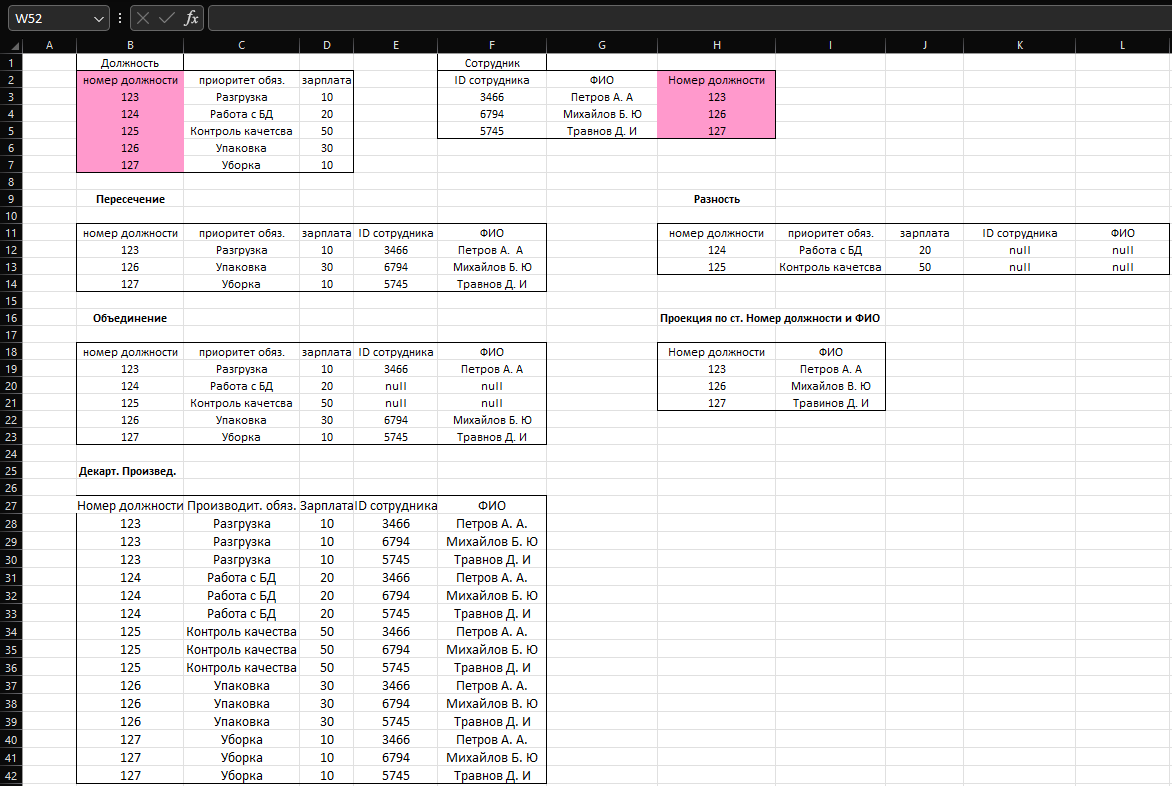 W52 fx
A B C D E F G H I J K L
1 Должность Сотрудник
2 номер должности приоритет обяз. зарплата ID сотрудника ФИО Номер должности
3 123 Разгрузка 10 3466 Петров А. А 123
4 124 Работа с БД 20 6794 Михайлов Б. Ю 126
5 125 Контроль качетсва 50 5745 Травнов Д. И 127
6 126 Упаковка 30
7 127 Уборка 10
8
9 Пересечение Разность
10
11 номер должности приоритет обяз. зарплата ID сотрудника ФИО номер должности приоритет обяз. зарплата ID сотрудника ФИО
12 123 Разгрузка 10 3466 Петров А. А 124 Работа с БД 20 null null
13 126 Упаковка 30 6794 Михайлов Б. Ю 125 Контроль качетсва 50 null null
14 127 Уборка 10 5745 Травнов Д. И
15
16 Объединение Проекция по ст. Номер должности и ФИО
17
18 номер должности приоритет обяз. зарплата ID сотрудника ФИО Номер должности ФИО
19 123 Разгрузка 10 3466 Петров А. А 123 Петров А. А
20 124 Работа с БД 20 null null 126 Михайлов В. Ю
21 125 Контроль качетсва 50 null null 127 Травинов Д. И
22 126 Упаковка 30 6794 Михайлов Б. Ю
23 127 Уборка 10 5745 Травнов Д. И
24
25 Декарт. Произвед.
26
27 Номер должности Производит. обяз. Зарплата ID сотрудника ФИО
28 123 Разгрузка 10 3466 Петров А. А.
29 123 Разгрузка 10 6794 Михайлов Б. Ю
30 123 Разгрузка 10 5745 Травнов Д. И
31 124 Работа с БД 20 3466 Петров А. А.
32 124 Работа с БД 20 6794 Михайлов Б. Ю
33 124 Работа с БД 20 5745 Травнов Д. И
34 125 Контроль качества 50 3466 Петров А. А.
35 125 Контроль качества 50 6794 Михайлов Б. Ю
36 125 Контроль качества 50 5745 Травнов Д. И
37 126 Упаковка 30 3466 Петров А. А.
38 126 Упаковка 30 6794 Михайлов В. Ю
39 126 Упаковка 30 5745 Травнов Д. И
40 127 Уборка 10 3466 Петров А. А.
41 127 Уборка 10 6794 Михайлов Б. Ю
42 127 Уборка 10 5745 Травнов Д. И